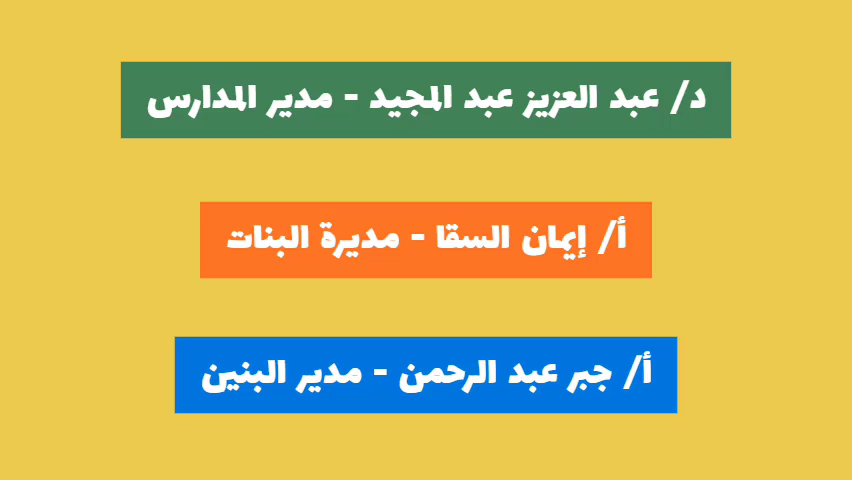 د/ عبد العزيز عبد المجيد - مدير المدارس
أ/ إيمان السقا - مديرة البنات
أ/ جبر عبد الرحمن - مدير البنين